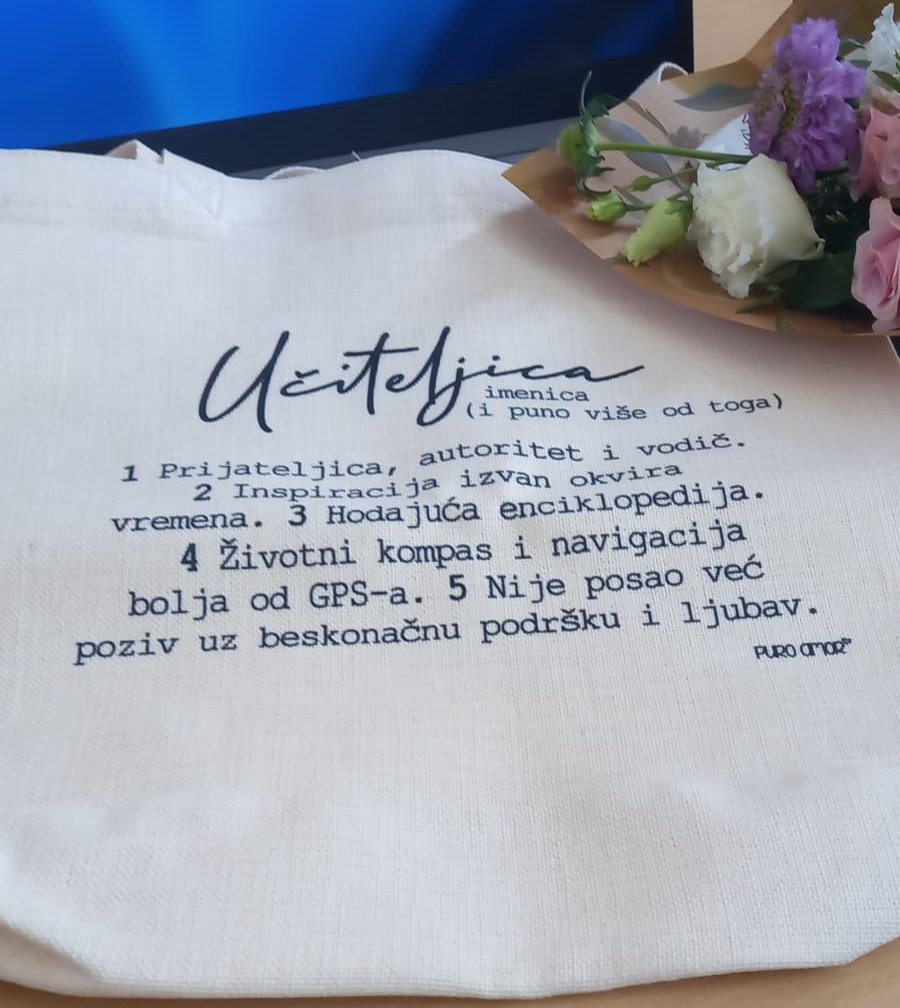 Učiteljica
imenica
(i puno više od toga)
1 Prijateljica, autoritet i vodič.
2 Inspiracija izvan okvira
vremena. 3 Hodajuća enciklopedija.
4 Životni kompas i navigacija
bolja od GPS-a. 5 Nije posao već
poziv uz beskonačnu podršku i ljubav.
PURO AMOR